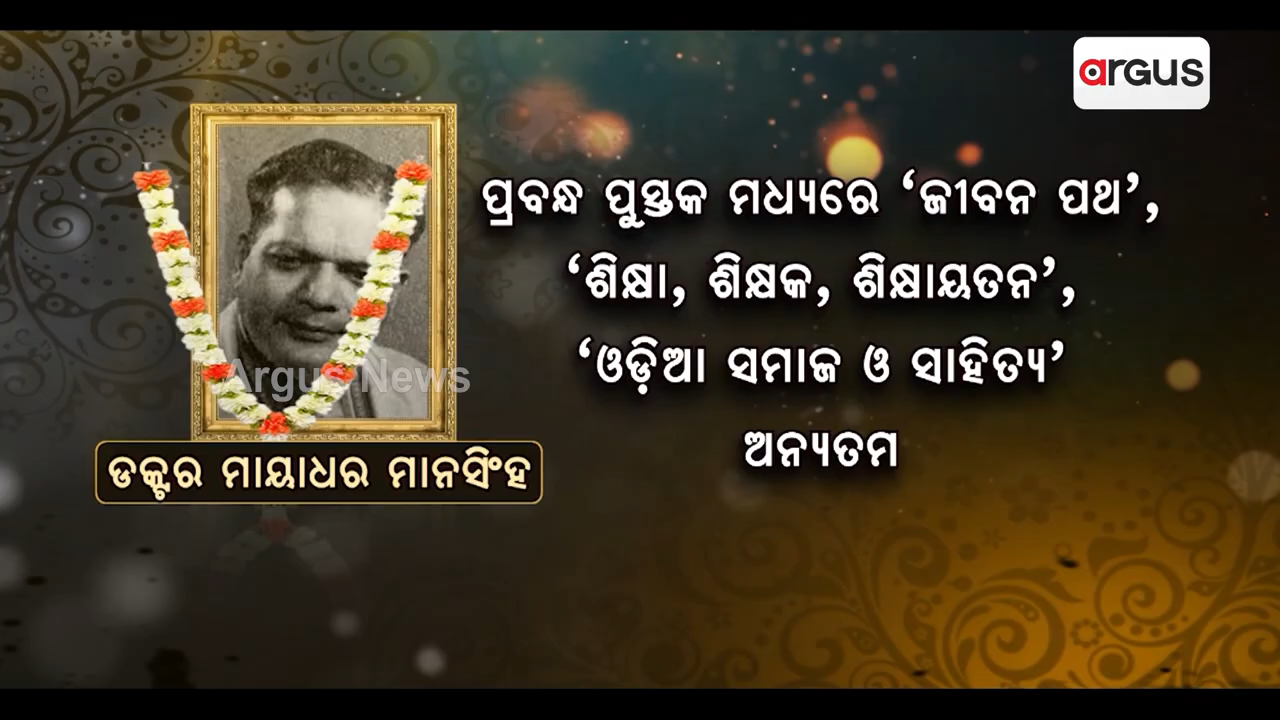 argus
ପ୍ରବନ୍ଧ ପୁସ୍ତକ ମଧ୍ୟରେ ‘ଜୀବନ ପଥ’,
‘ଶିକ୍ଷା, ଶିକ୍ଷକ, ଶିକ୍ଷାୟତନ’,
‘ଓଡ଼ିଆ ସମାଜ ଓ ସାହିତ୍ୟ’
ଅନ୍ୟତମ
Argus News
ଡକ୍ଟର ମାୟାଧର ମାନସିଂହ